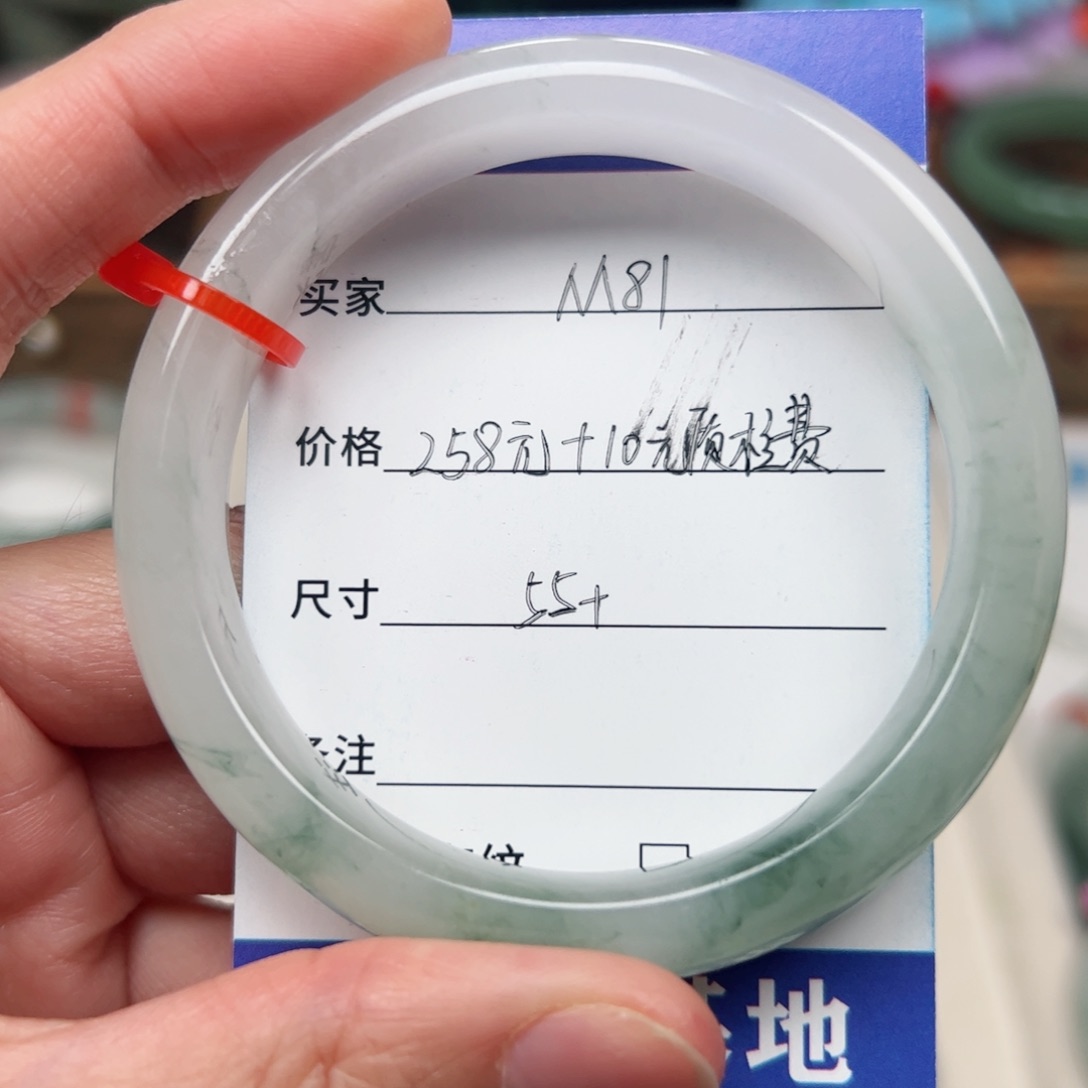 买家 M81
价格 258元+10元质检费
尺寸 55+
注
纹
地